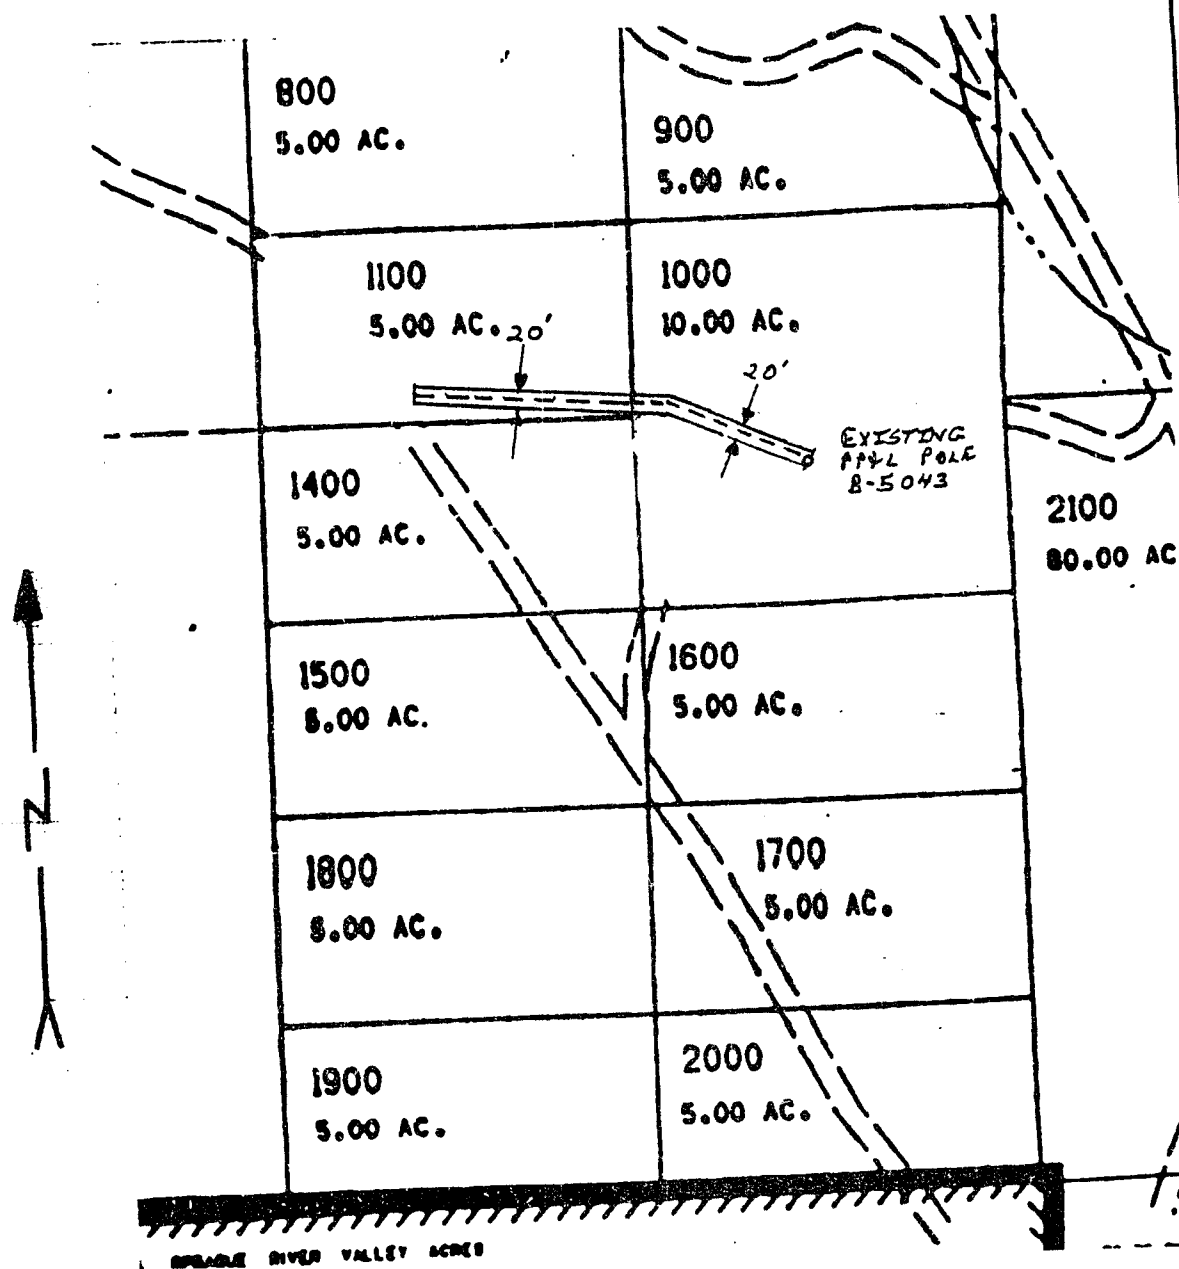 800
5.00 AC.
900
5.00 AC.
1100
5.00 AC.
20'
1000
10.00 AC.
20'
EXISTING
PP&L POLE
B-5043
1400
5.00 AC.
2100
80.00 AC
1500
5.00 AC.
1600
5.00 AC.
1800
5.00 AC.
1700
5.00 AC.
1900
5.00 AC.
2000
5.00 AC.
N
SPRAGUE RIVER VALLEY ACRES